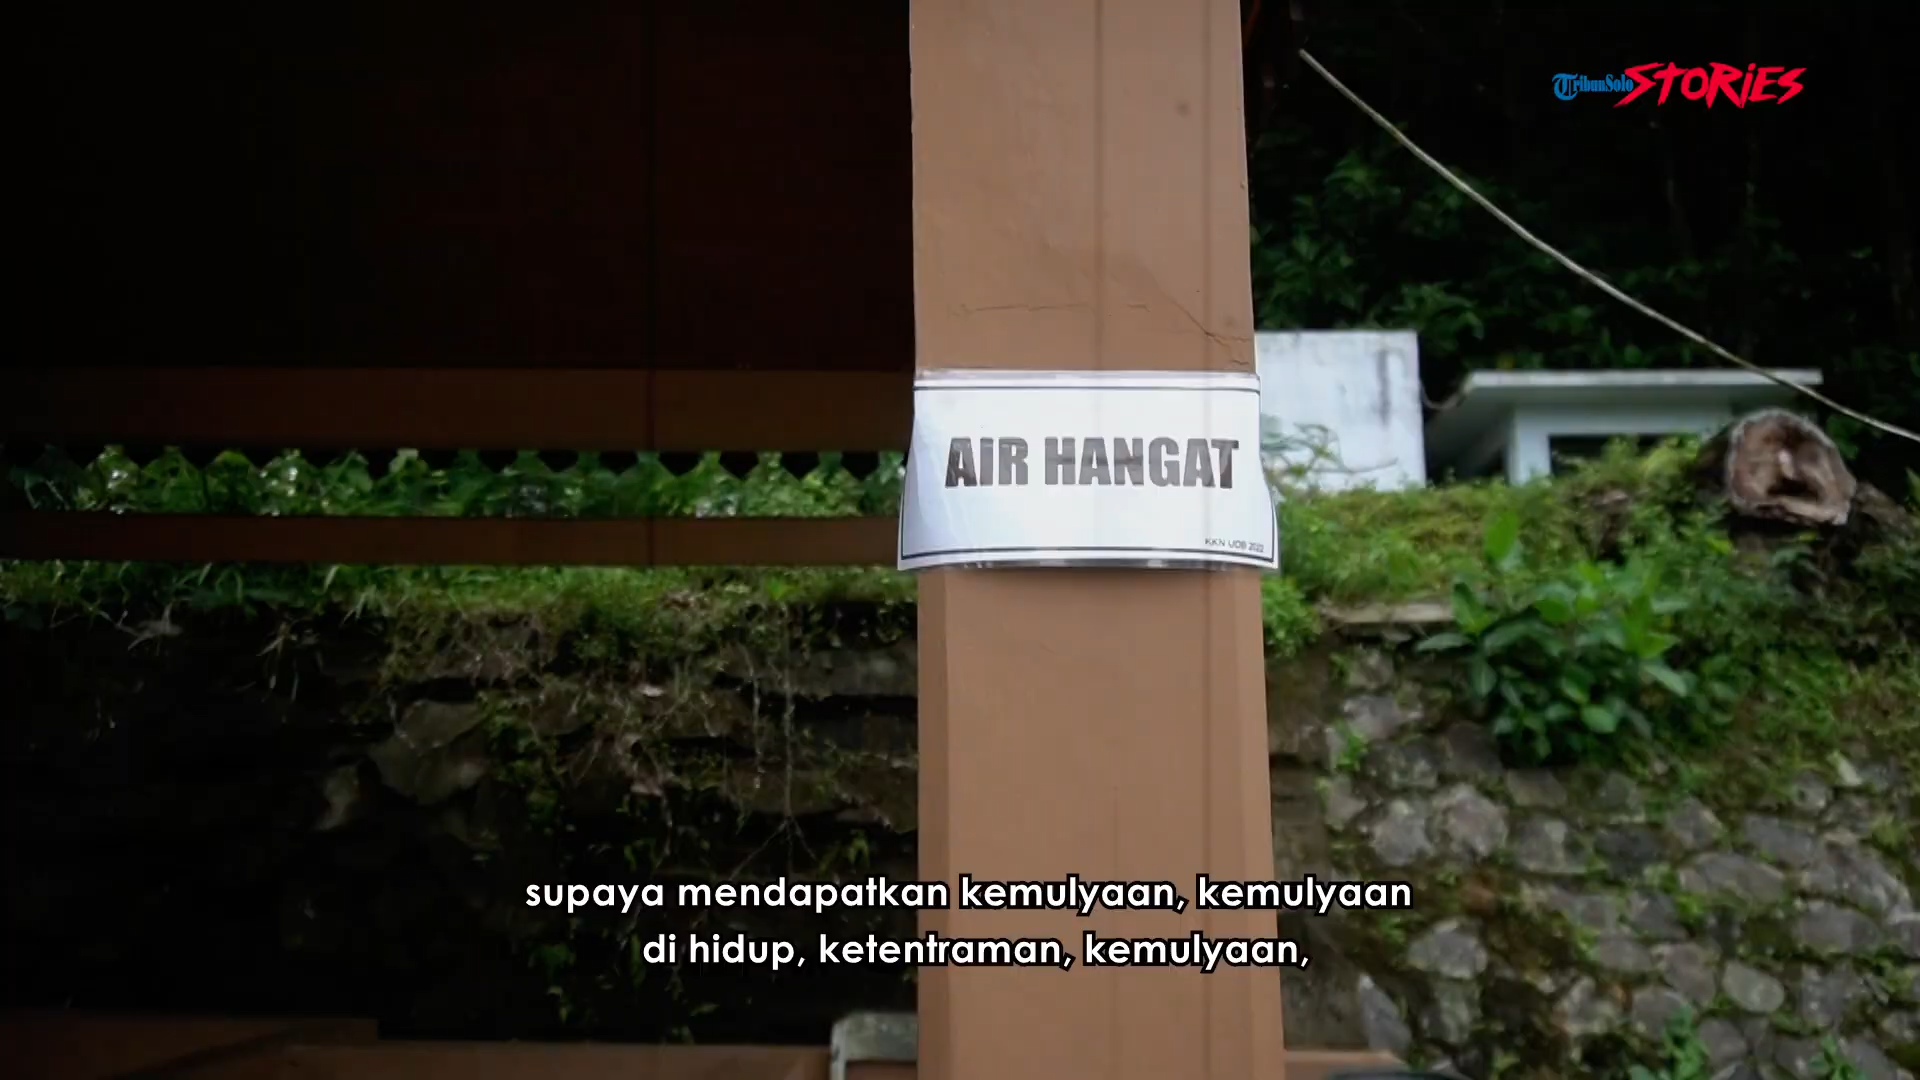 TribunSolo STORIES
AIR HANGAT
KKN UDB 2022
supaya mendapatkan kemulyaan, kemulyaan
di hidup, ketentraman, kemulyaan,